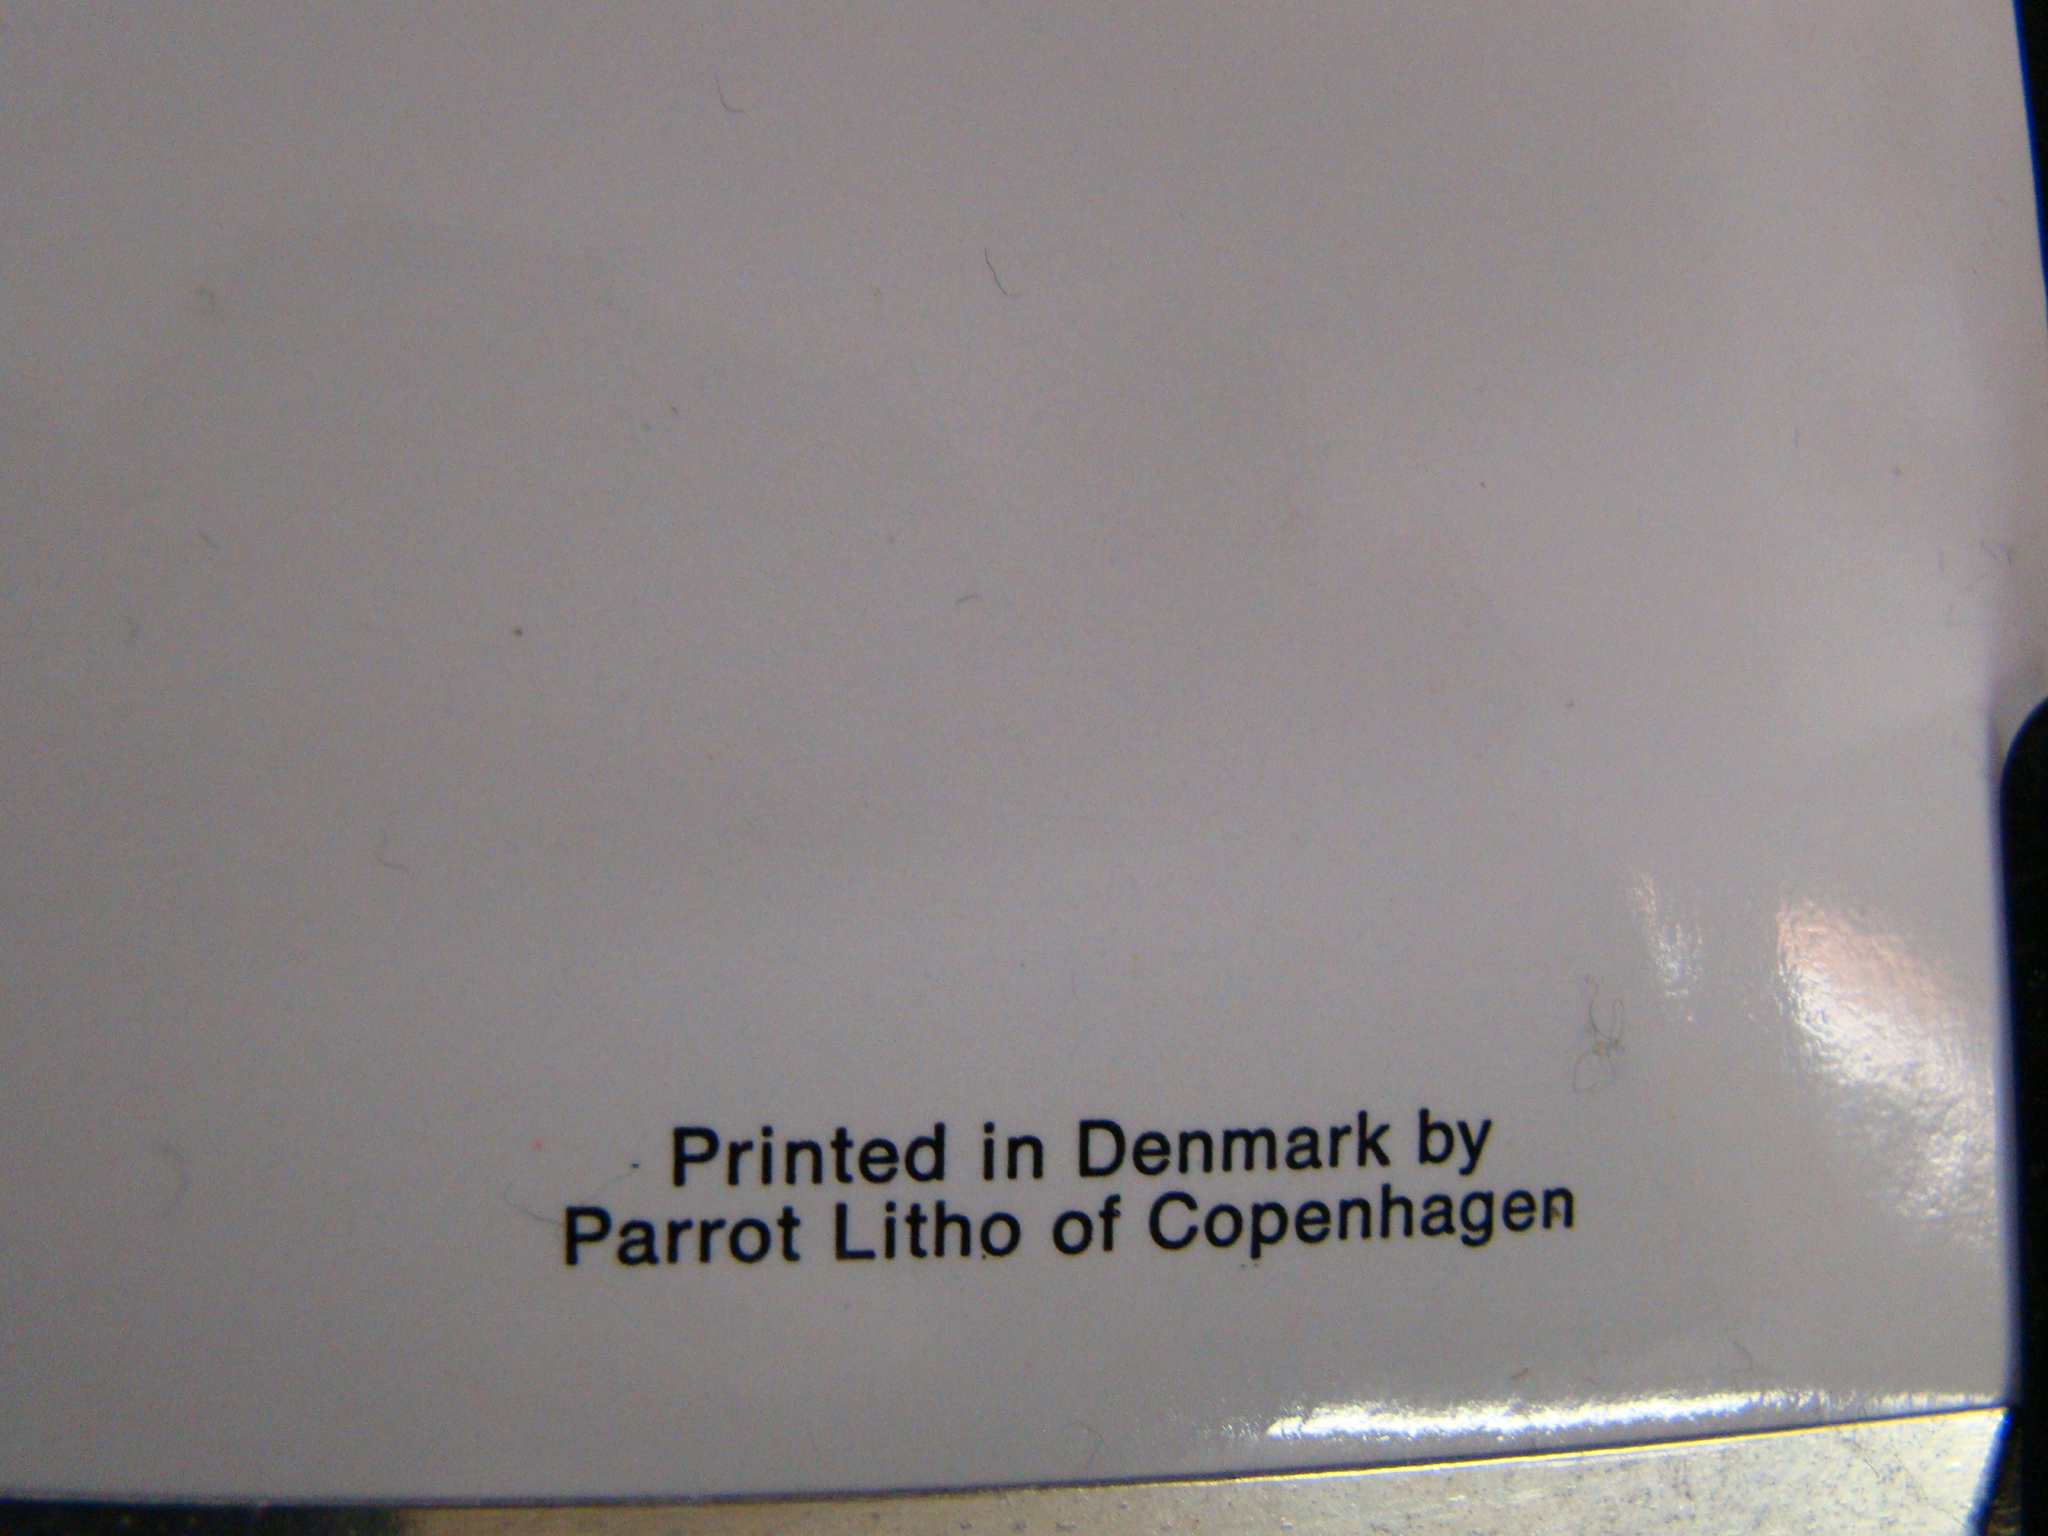 Printed in Denmark by
Parrot Litho of Copenhagen